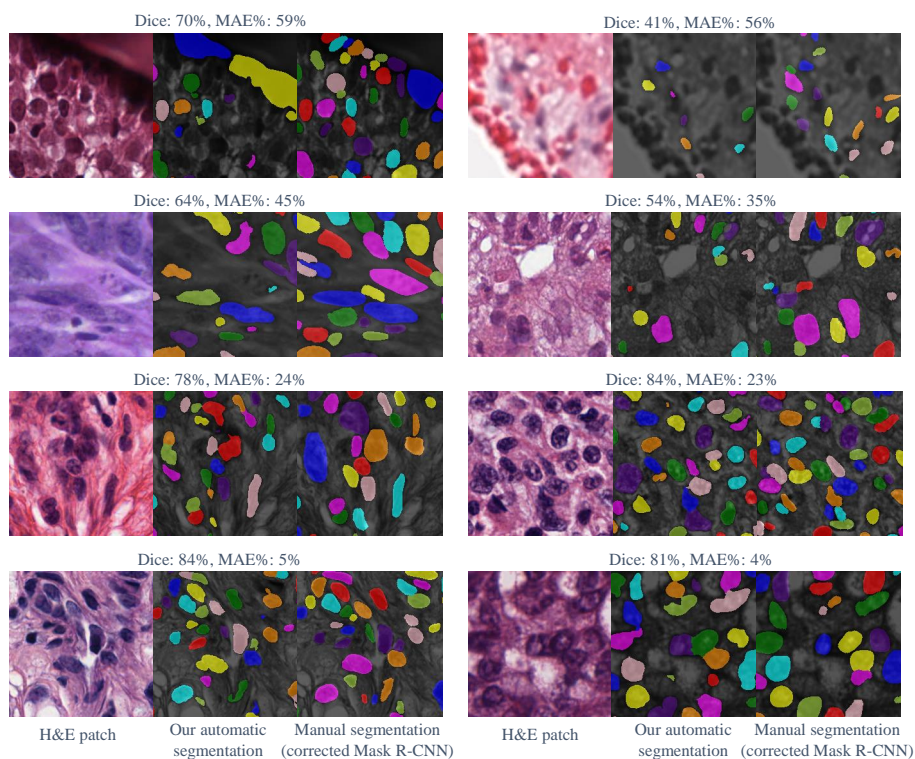 Dice: 70%, MAE%: 59%
Dice: 41%, MAE%: 56%
Dice: 64%, MAE%: 45%
Dice: 54%, MAE%: 35%
Dice: 78%, MAE%: 24%
Dice: 84%, MAE%: 23%
Dice: 84%, MAE%: 5%
Dice: 81%, MAE%: 4%
H&E patch
Our automatic
segmentation
Manual segmentation
(corrected Mask R-CNN)
H&E patch
Our automatic
segmentation
Manual segmentation
(corrected Mask R-CNN)